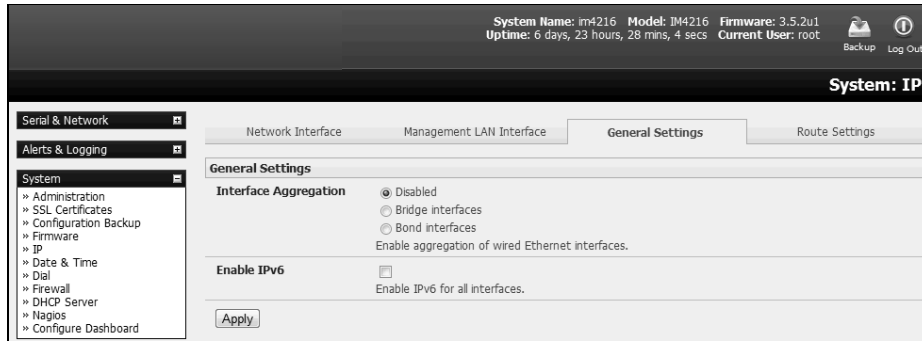 System Name: im4216 Model: IM4216 Firmware: 3.5.2u1
Uptime: 6 days, 23 hours, 28 mins, 4 secs Current User: root
Backup
Log Out
System: IP
Serial & Network
Alerts & Logging
System
» Administration
» SSL Certificates
» Configuration Backup
» Firmware
» IP
» Date & Time
» Dial
» Firewall
» DHCP Server
» Nagios
» Configure Dashboard
Network Interface
Management LAN Interface
General Settings
Route Settings
General Settings
Interface Aggregation
Disabled
Bridge interfaces
Bond interfaces
Enable aggregation of wired Ethernet interfaces.
Enable IPv6
Enable IPv6 for all interfaces.
Apply